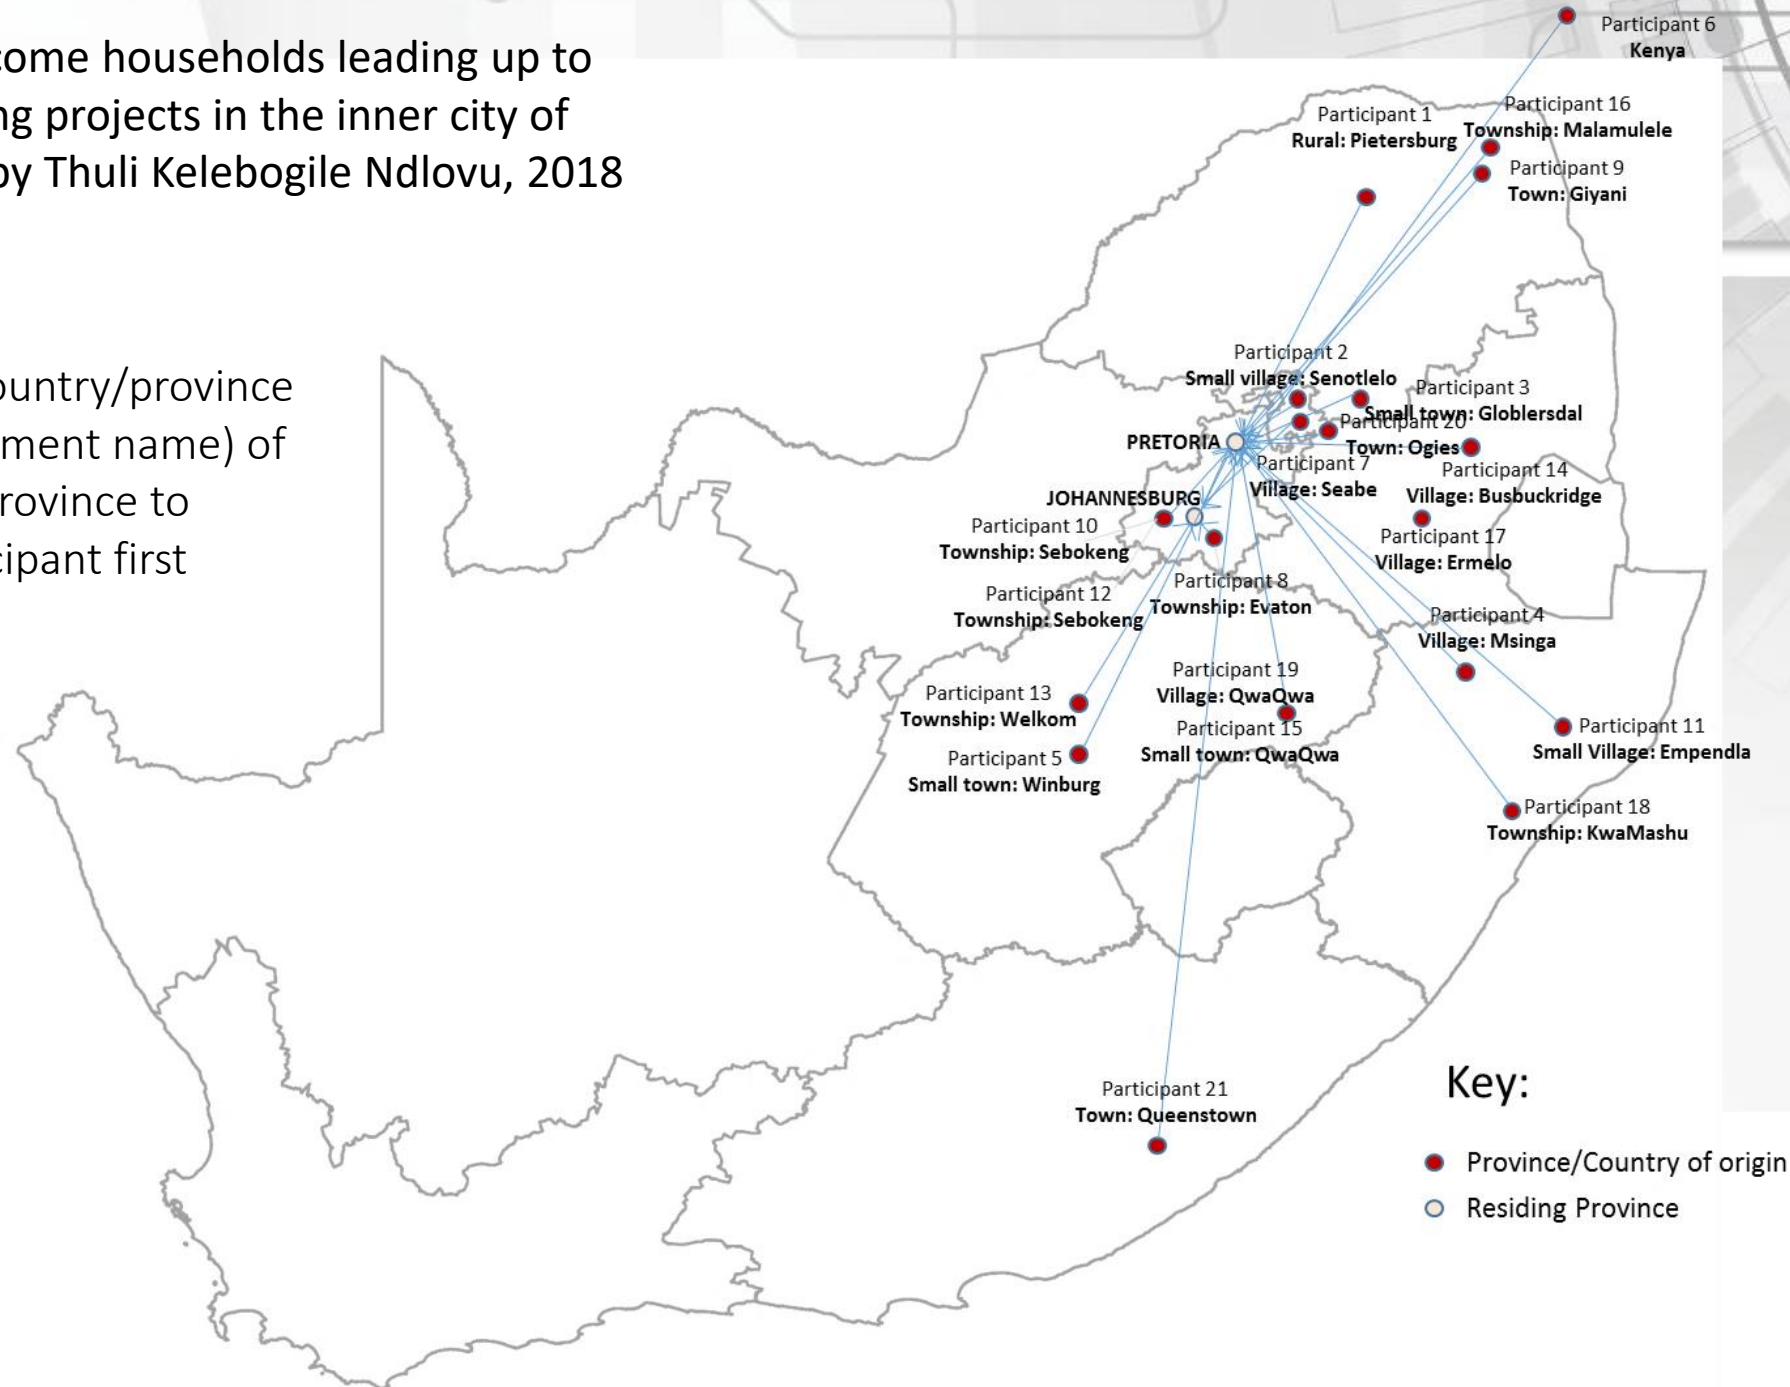 come households leading up to
ng projects in the inner city of
by Thuli Kelebogile Ndlovu, 2018
ountry/province
ment name) of
rovince to
cipant first
Participant 6
Kenya
Participant 1
Rural: Pietersburg
Participant 16
Township: Malamulele
Participant 9
Town: Giyani
Participant 2
Small village: Senotlelo
Participant 3
Small town: Globlersdal
Participant 20
Town: Ogies
PRETORIA
Participant 7
Village: Seabe
Participant 14
Village: Busbuckridge
JOHANNESBURG
Participant 10
Township: Sebokeng
Participant 17
Village: Ermelo
Participant 12
Township: Sebokeng
Participant 8
Township: Evaton
Participant 4
Village: Msinga
Participant 13
Township: Welkom
Participant 19
Village: QwaQwa
Participant 15
Small town: QwaQwa
Participant 5
Small town: Winburg
Participant 11
Small Village: Empendla
Participant 18
Township: KwaMashu
Participant 21
Town: Queenstown
Key:
Province/Country of origin
Residing Province